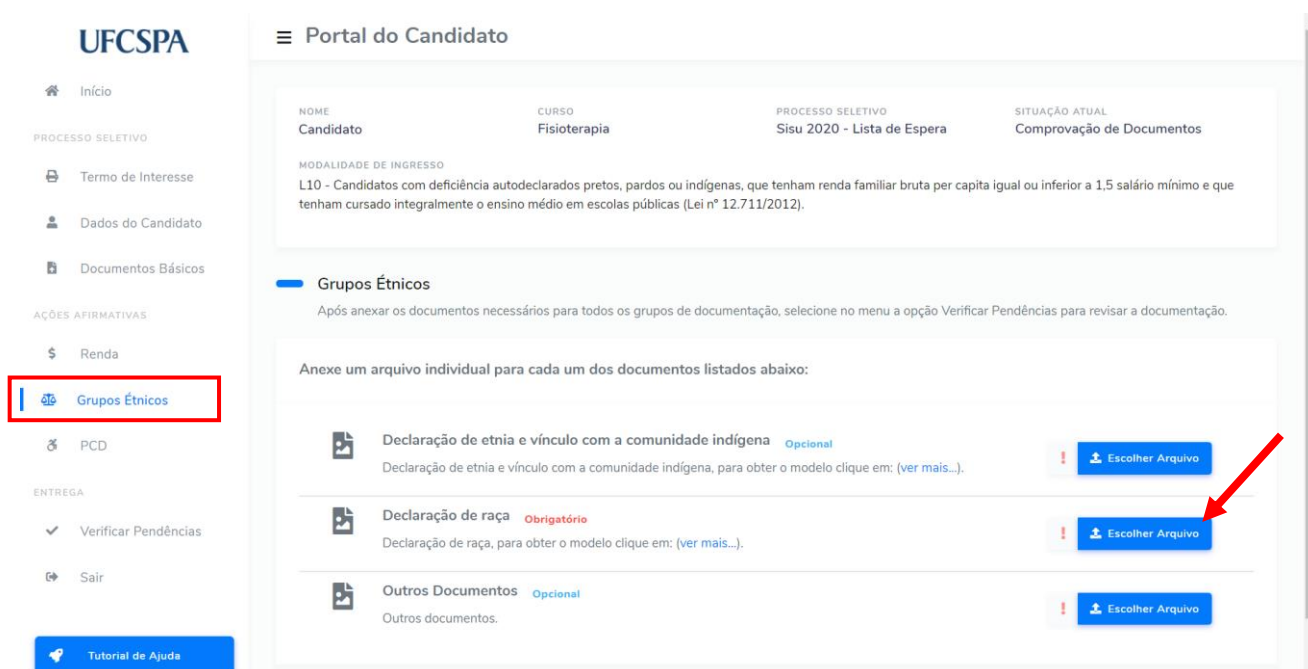 UFCSPA
Início
PROCESSO SELETIVO
Termo de Interesse
Dados do Candidato
Documentos Básicos
AÇÕES AFIRMATIVAS
$ Renda
Grupos Étnicos
PCD
ENTREGA
Verificar Pendências
Sair
Tutorial de Ajuda
Portal do Candidato
NOME CURSO PROCESSO SELETIVO SITUAÇÃO ATUAL
Candidato Fisioterapia Sisu 2020 - Lista de Espera Comprovação de Documentos
MODALIDADE DE INGRESSO
L10 - Candidatos com deficiência autodeclarados pretos, pardos ou indígenas, que tenham renda familiar bruta per capita igual ou inferior a 1,5 salário mínimo e que
tenham cursado integralmente o ensino médio em escolas públicas (Lei nº 12.711/2012).
Grupos Étnicos
Após anexar os documentos necessários para todos os grupos de documentação, selecione no menu a opção Verificar Pendências para revisar a documentação.
Anexe um arquivo individual para cada um dos documentos listados abaixo:
Declaração de etnia e vínculo com a comunidade indígena Opcional
Declaração de etnia e vínculo com a comunidade indígena, para obter o modelo clique em: (ver mais...).
! Escolher Arquivo
Declaração de raça Obrigatório
Declaração de raça, para obter o modelo clique em: (ver mais...).
! Escolher Arquivo
Outros Documentos Opcional
Outros documentos.
! Escolher Arquivo